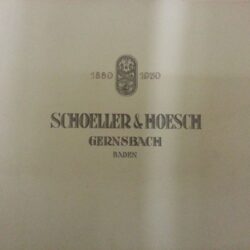 1880 1930
SCHOELLER & HOESCH
GERNSBACH
BADEN